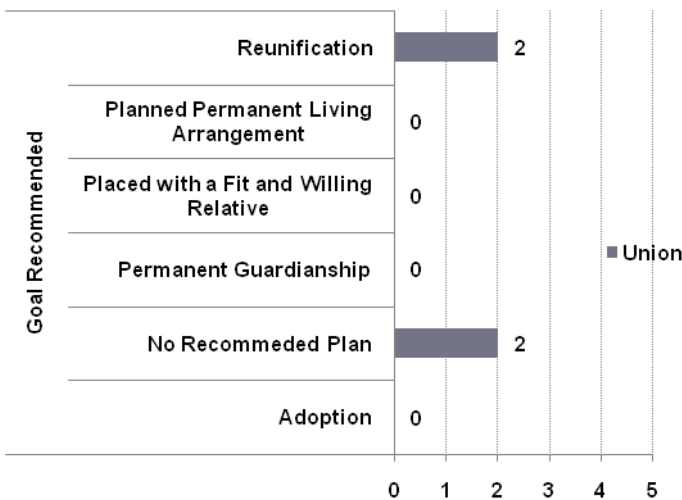 Goal Recommended
Reunification
2
Planned Permanent Living
Arrangement
0
Placed with a Fit and Willing
Relative
0
Permanent Guardianship
0
No Recommeded Plan
2
Adoption
0
Union
0 1 2 3 4 5